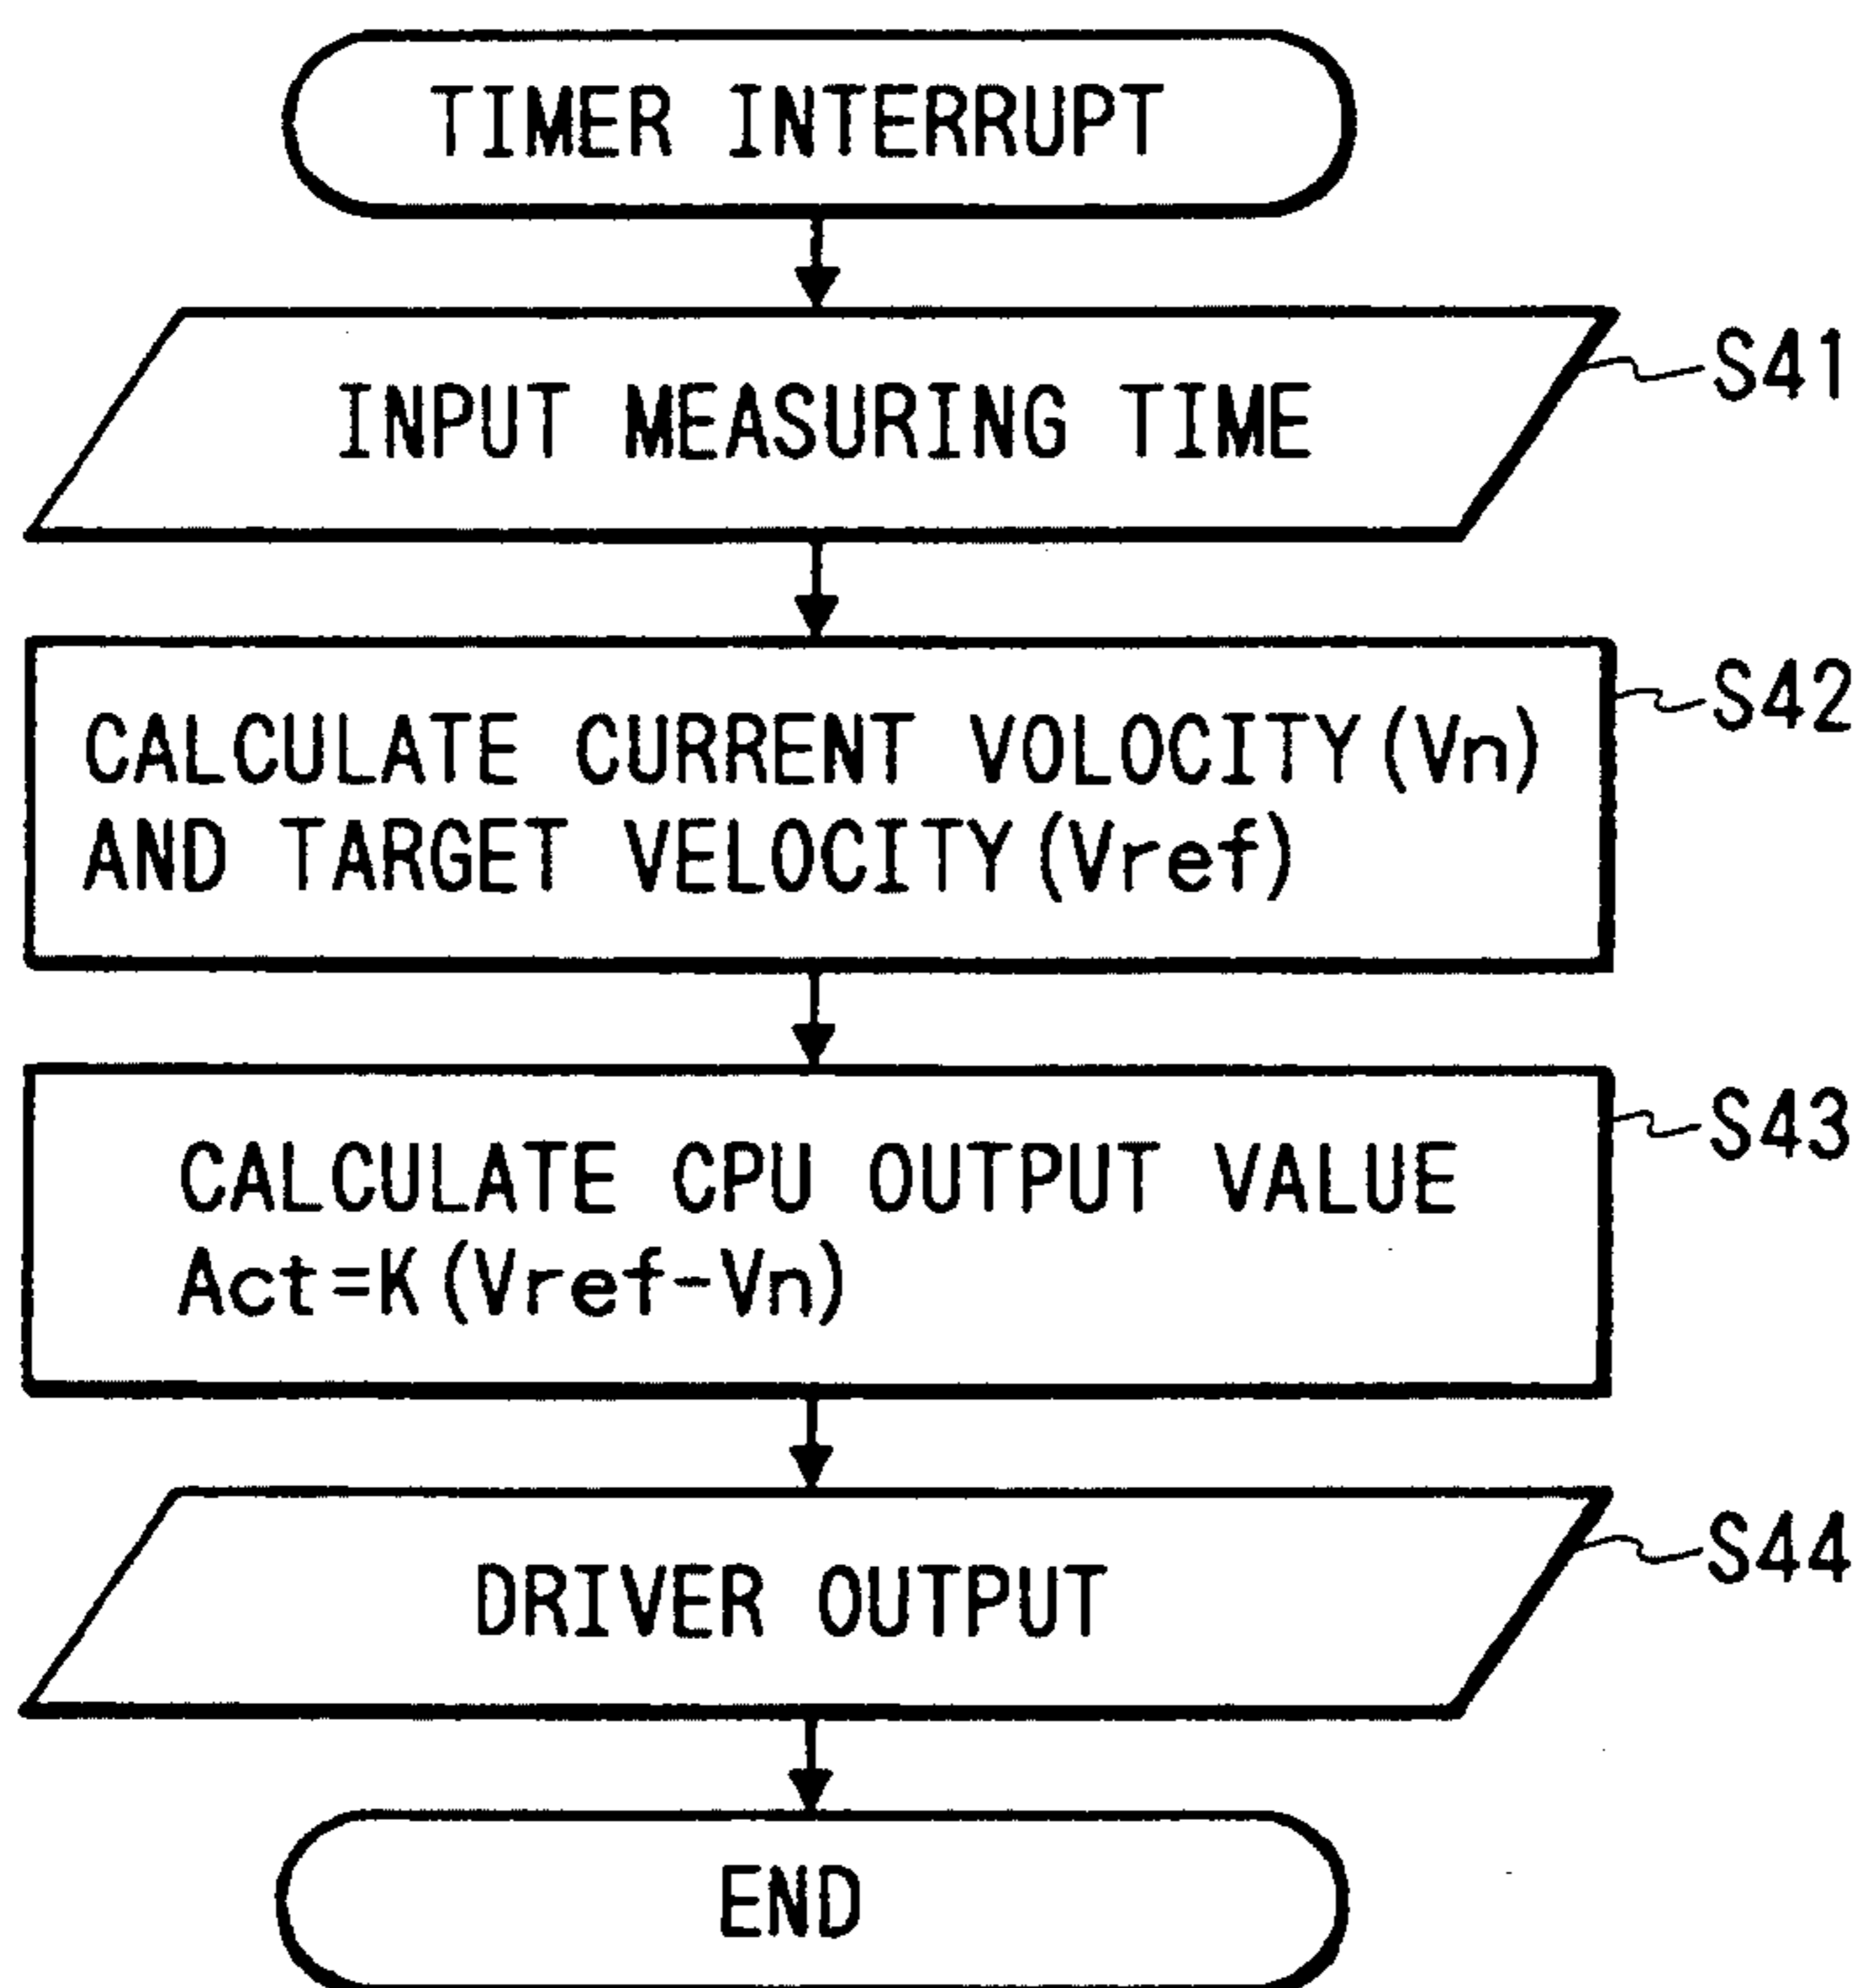 TIMER INTERRUPT
INPUT MEASURING TIME
S41
CALCULATE CURRENT VOLOCITY(Vn)
AND TARGET VELOCITY(Vref)
S42
CALCULATE CPU OUTPUT VALUE
Act=K(Vref-Vn)
S43
DRIVER OUTPUT
S44
END